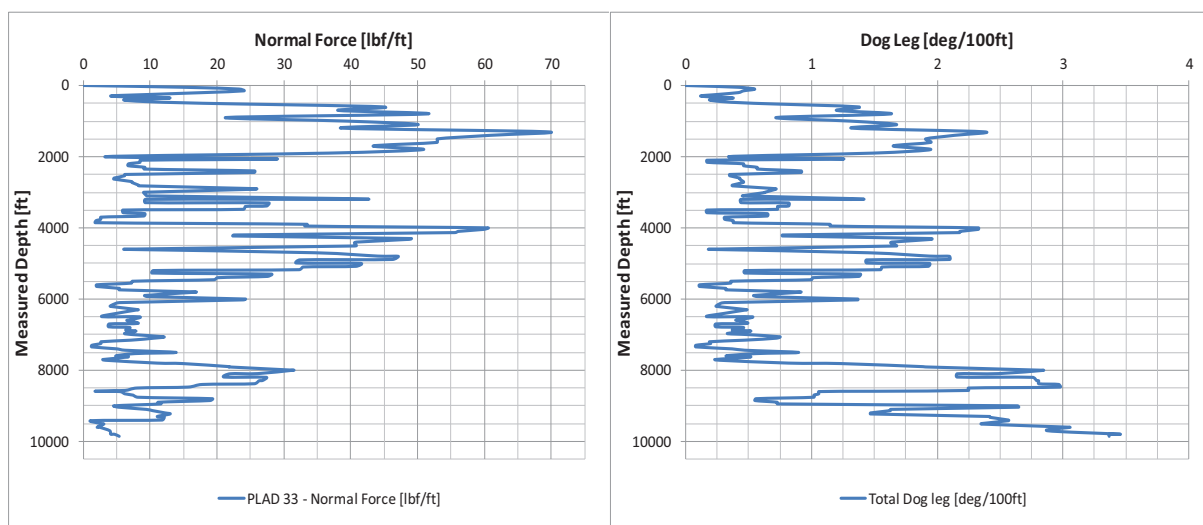 Normal Force [lbf/ft]
0 10 20 30 40 50 60 70
0
2000
4000
6000
8000
10000
Measured Depth [ft]
PLAD 33 - Normal Force [lbf/ft]
Dog Leg [deg/100ft]
0 1 2 3 4
0
2000
4000
6000
8000
10000
Measured Depth [ft]
Total Dog leg [deg/100ft]